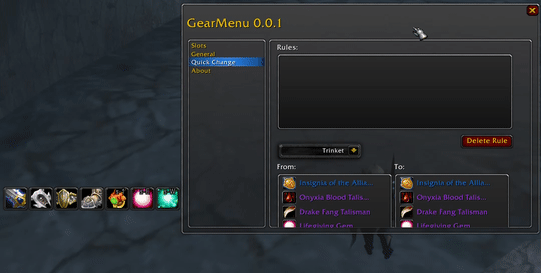 GearMenu 0.0.1
Slots
General
Quick Change
About
Rules:
Delete Rule
Trinket
From:
To:
Insignia of the Allia...
Insignia of the Allia...
Onyxia Blood Talis...
Onyxia Blood Talis...
Drake Fang Talisman
Drake Fang Talisman
Lifegiving Gem
Lifegiving Gem